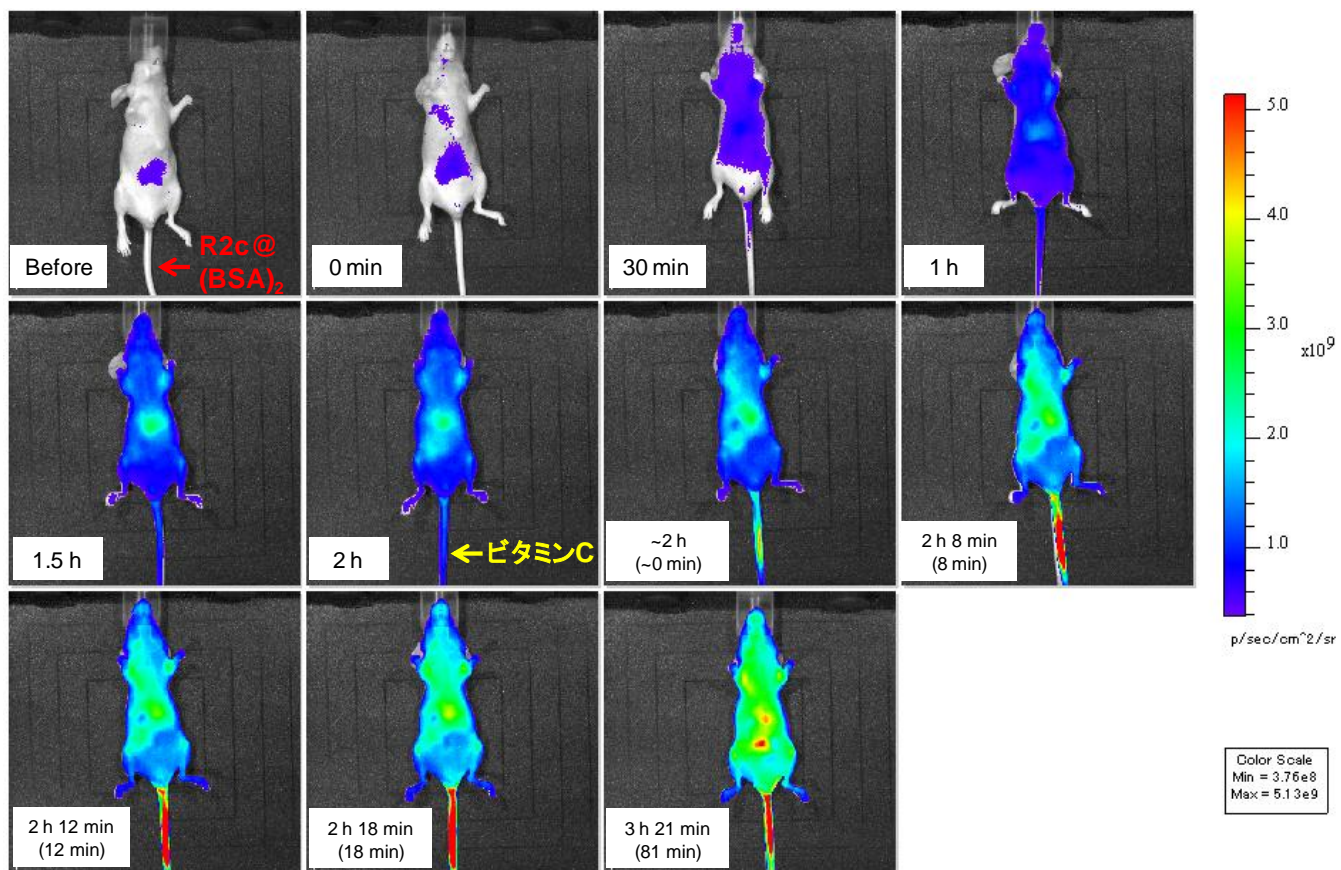 Before
R2c@
(BSA)₂
0 min
30 min
1 h
1.5 h
2 h
ビタミンC
~2 h
(~0 min)
2 h 8 min
(8 min)
2 h 12 min
(12 min)
2 h 18 min
(18 min)
3 h 21 min
(81 min)
5.0
4.0
3.0
x10⁹
2.0
1.0
p/sec/cm^2/sr
Color Scale
Min = 3.76e8
Max = 5.13e9